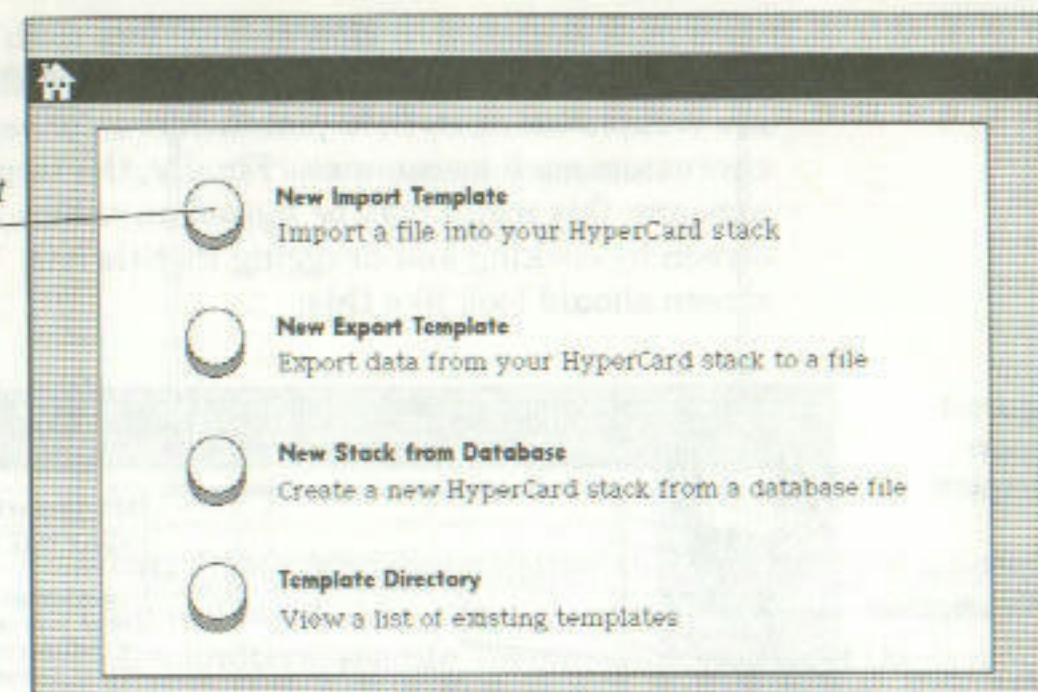 New Import Template
Import a file into your HyperCard stack
New Export Template
Export data from your HyperCard stack to a file
New Stack from Database
Create a new HyperCard stack from a database file
Template Directory
View a list of existing templates